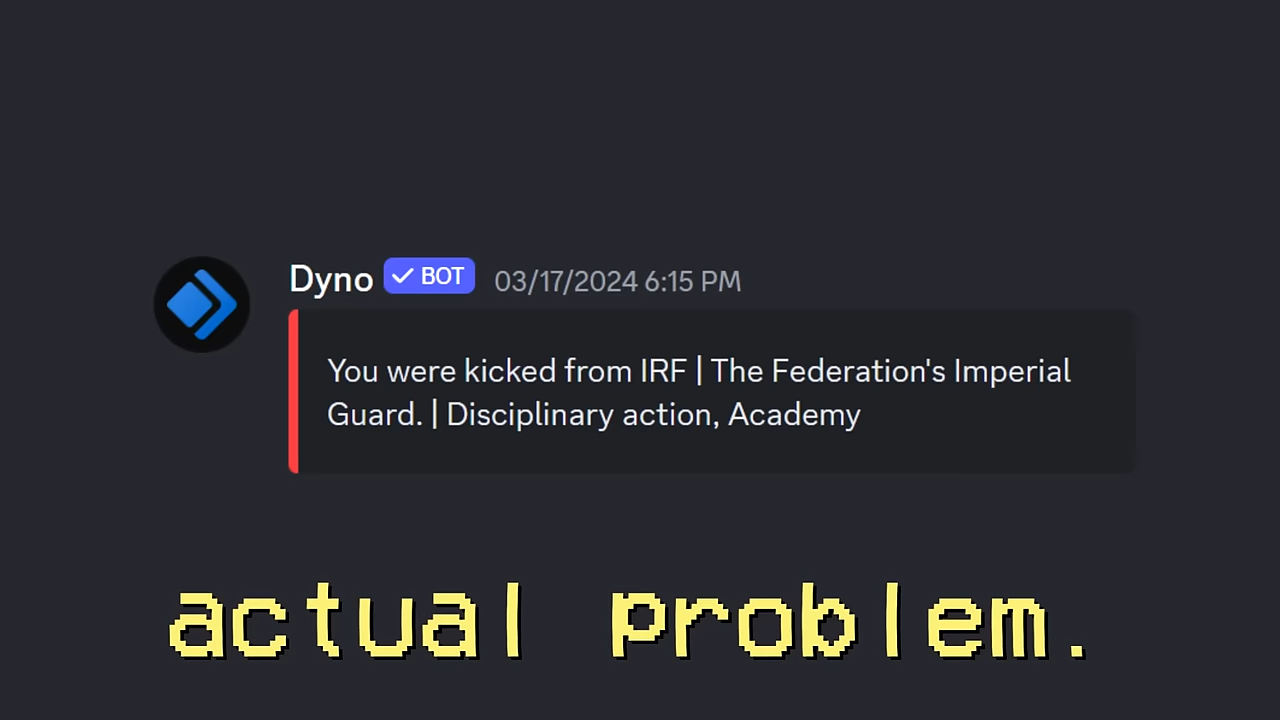 Dyno BOT 03/17/2024 6:15 PM
You were kicked from IRF | The Federation's Imperial
Guard. | Disciplinary action, Academy
actual problem.